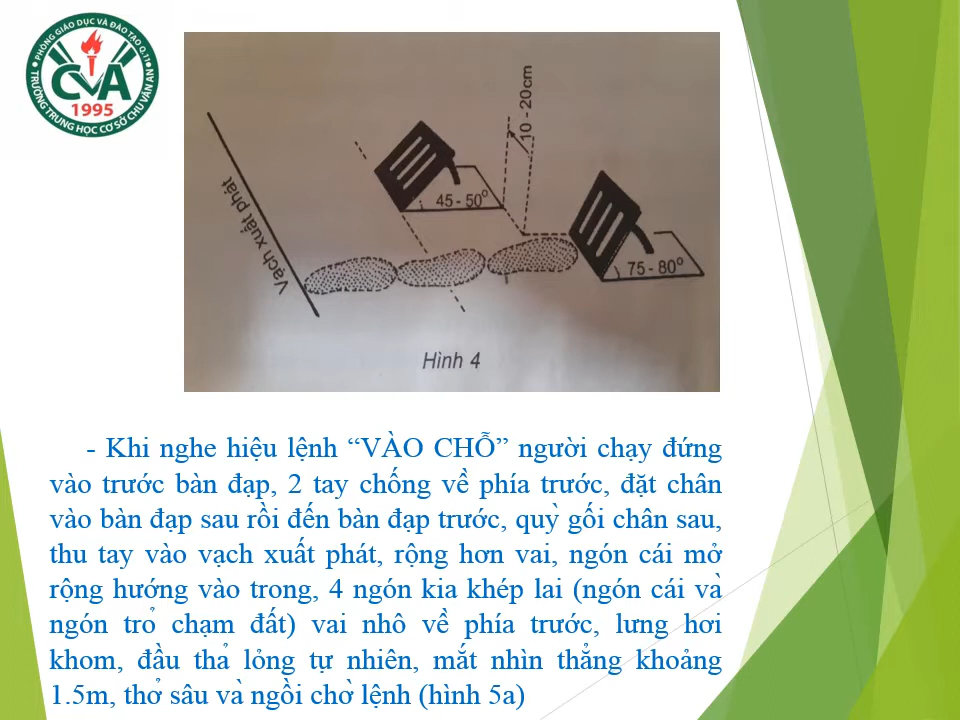 PHÒNG GIÁO DỤC VÀ ĐÀO TẠO Q.11
CVA
1995
TRƯỜNG TRUNG HỌC CƠ SỞ CHU VĂN AN
10 - 20cm
45 - 50°
Vạch xuất phát
75 - 80°
Hình 4
- Khi nghe hiệu lệnh “VÀO CHỖ” người chạy đứng
vào trước bàn đạp, 2 tay chống về phía trước, đặt chân
vào bàn đạp sau rồi đến bàn đạp trước, quỳ gối chân sau,
thu tay vào vạch xuất phát, rộng hơn vai, ngón cái mở
rộng hướng vào trong, 4 ngón kia khép lai (ngón cái và
ngón trỏ chạm đất) vai nhô về phía trước, lưng hơi
khom, đầu thả lỏng tự nhiên, mắt nhìn thẳng khoảng
1.5m, thở sâu và ngồi chờ lệnh (hình 5a)